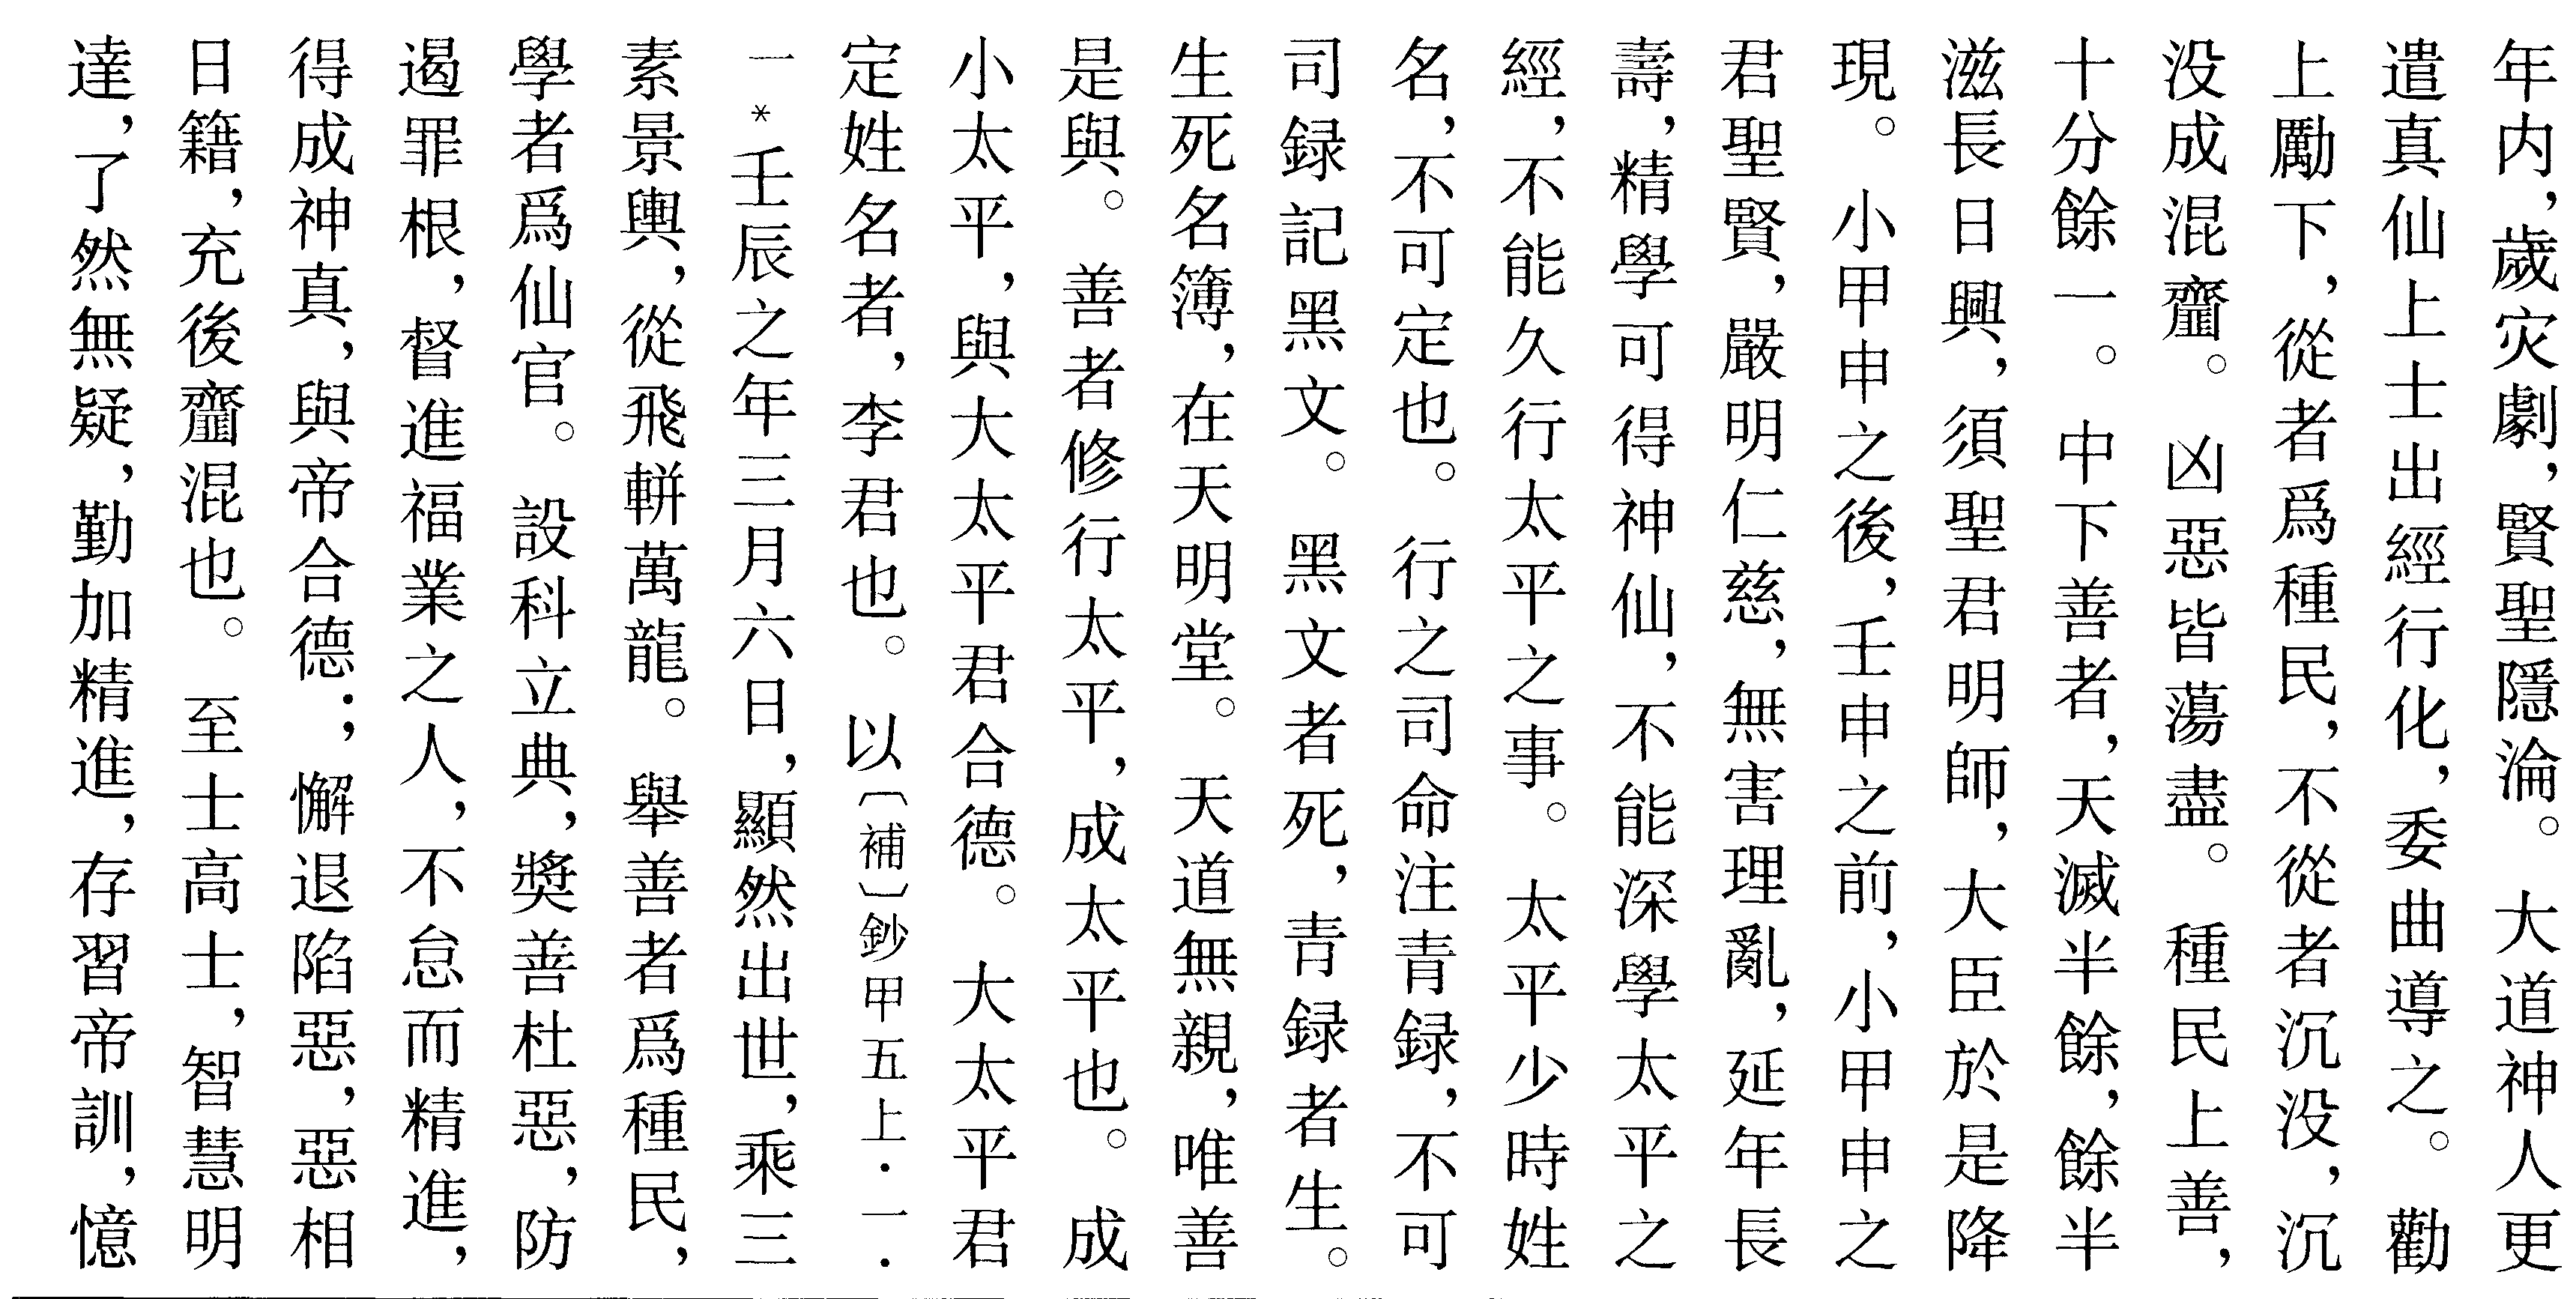 年内，歲灾劇，賢聖隱淪。大道神人更
遣真仙上士出經行化，委曲導之。勸
上勵下，從者爲種民，不從者沉没，沉
没成混齏。凶惡皆蕩盡。種民上善，
十分餘一。中下善者，天滅半餘，餘半
滋長日興，須聖君明師，大臣於是降
現。小甲申之後，壬申之前，小甲申之
君聖賢，嚴明仁慈，無害理亂，延年長
壽，精學可得神仙，不能深學太平之
經，不能久行太平之事。太平少時姓
名，不可定也。行之司命注青録，不可
司録記黑文。黑文者死，青録者生。
生死名簿，在天明堂。天道無親，唯善
是與。善者修行太平，成太平也。成
小太平，與大太平君合德。大太平君
定姓名者，李君也。以〔補〕鈔甲五上·一·
一*壬辰之年三月六日，顯然出世，乘三
素景輿，從飛軿萬龍。舉善者爲種民，
學者爲仙官。設科立典，奬善杜惡，防
遏罪根，督進福業之人，不怠而精進，
得成神真，與帝合德；懈退陷惡，惡相
日籍，充後齏混也。至士高士，智慧明
達，了然無疑，勤加精進，存習帝訓，憶